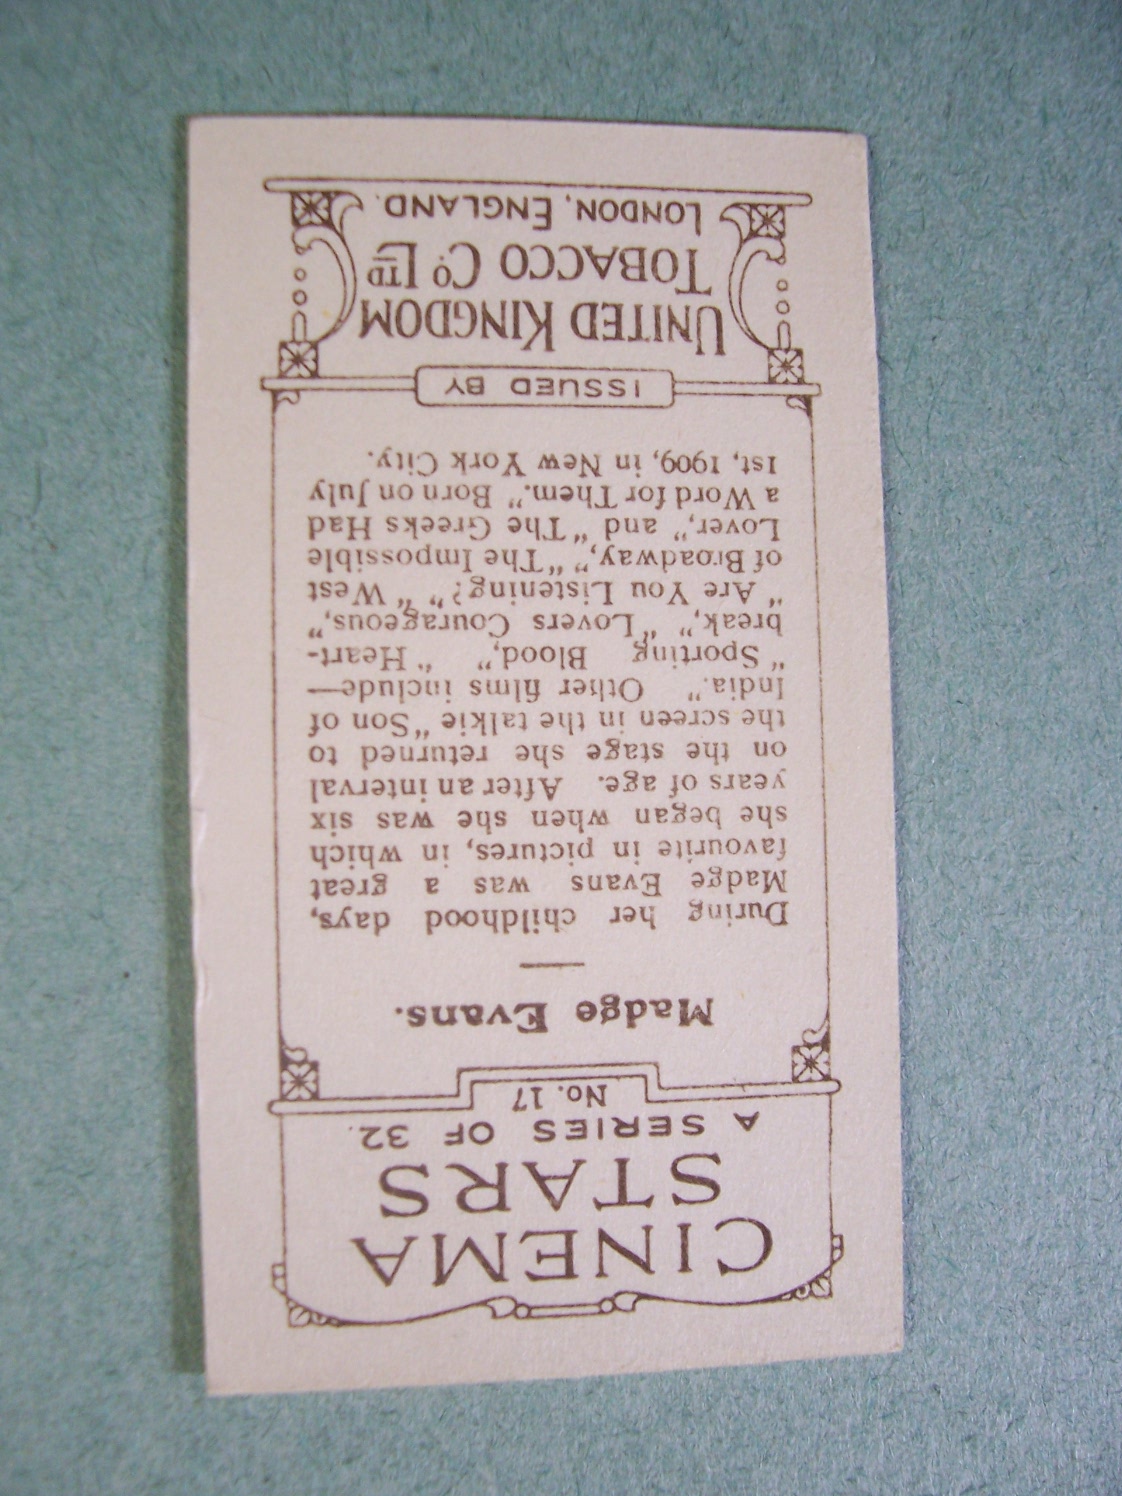 CINEMA
STARS
A SERIES OF 32.
No. 17
Madge Evans.
During her childhood days,
Madge Evans was a great
favourite in pictures, in which
she began when she was six
years of age. After an interval
on the stage she returned to
the screen in the talkie "Son of
India." Other films include—
"Sporting Blood," "Heart-
break," "Lovers Courageous,"
"Are You Listening?" "West
of Broadway," "The Impossible
Lover," and "The Greeks Had
a Word for Them." Born on July
1st, 1909, in New York City.
ISSUED BY
UNITED KINGDOM
TOBACCO CO. LTD
LONDON, ENGLAND.